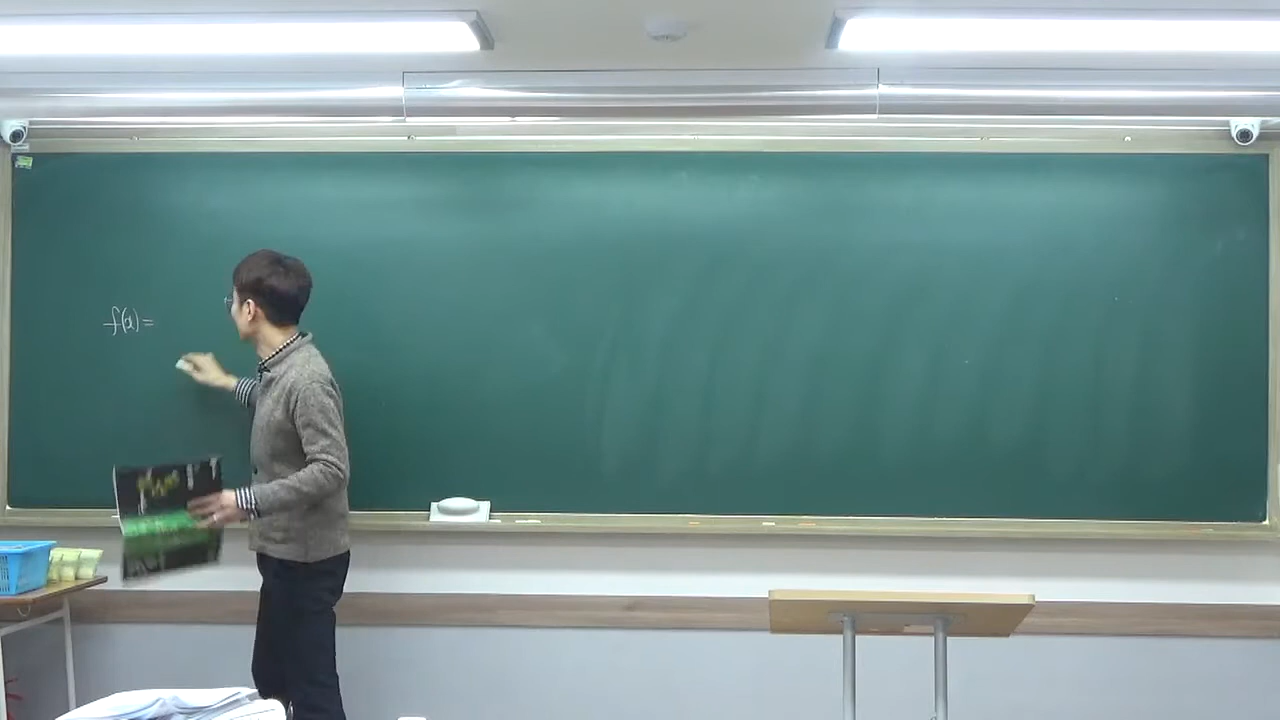 f(x) =